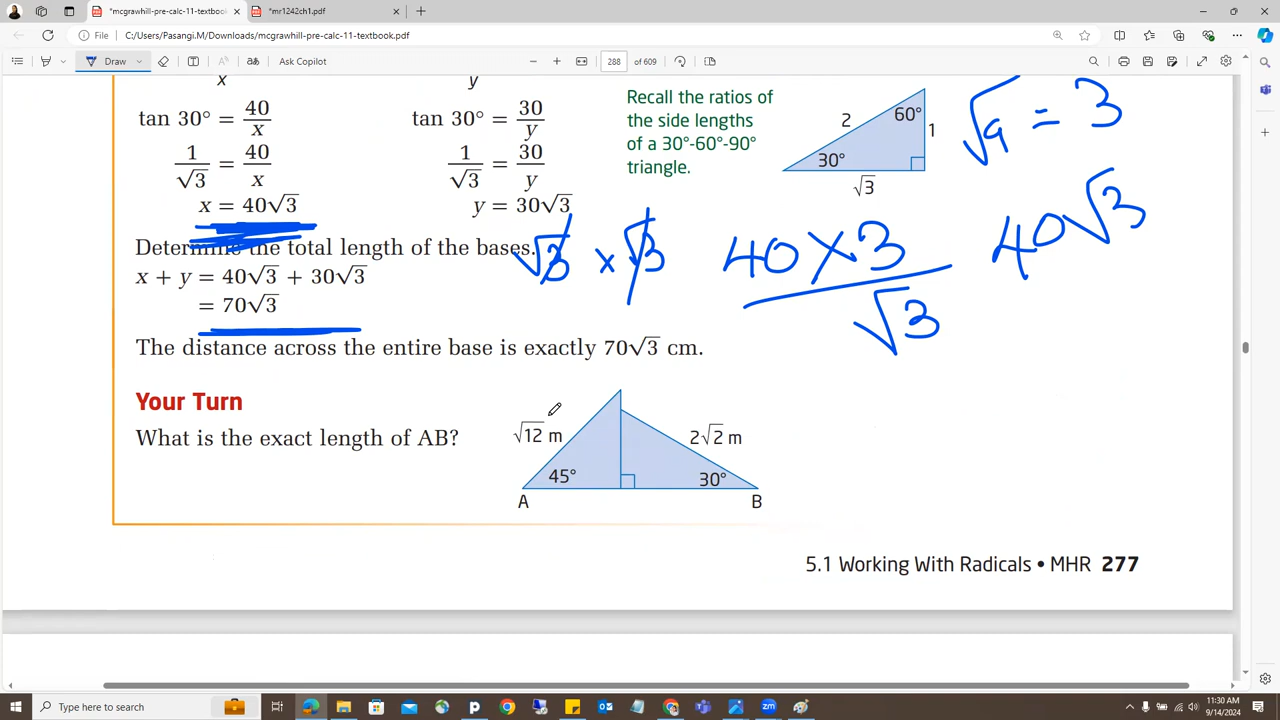 *mcgrawhill-pre-calc-11-textbook.pdf
*mr1242ch1.pdf
File
C:/Users/Pasangi.M/Downloads/mcgrawhill-pre-calc-11-textbook.pdf
Draw
Ask Copilot
288 of 609
x
y
tan 30° = 40/x
tan 30° = 30/y
1/√3 = 40/x
1/√3 = 30/y
x = 40√3
y = 30√3
Recall the ratios of
the side lengths
of a 30°-60°-90°
triangle.
2
60°
1
30°
√3
√9 = 3
Determine the total length of the bases.
x + y = 40√3 + 30√3
= 70√3
√3 x √3
40 x 3
√3
40√3
The distance across the entire base is exactly 70√3 cm.
Your Turn
What is the exact length of AB?
√12 m
2√2 m
45°
30°
A
B
5.1 Working With Radicals • MHR 277
Type here to search
11:30 AM
9/14/2024